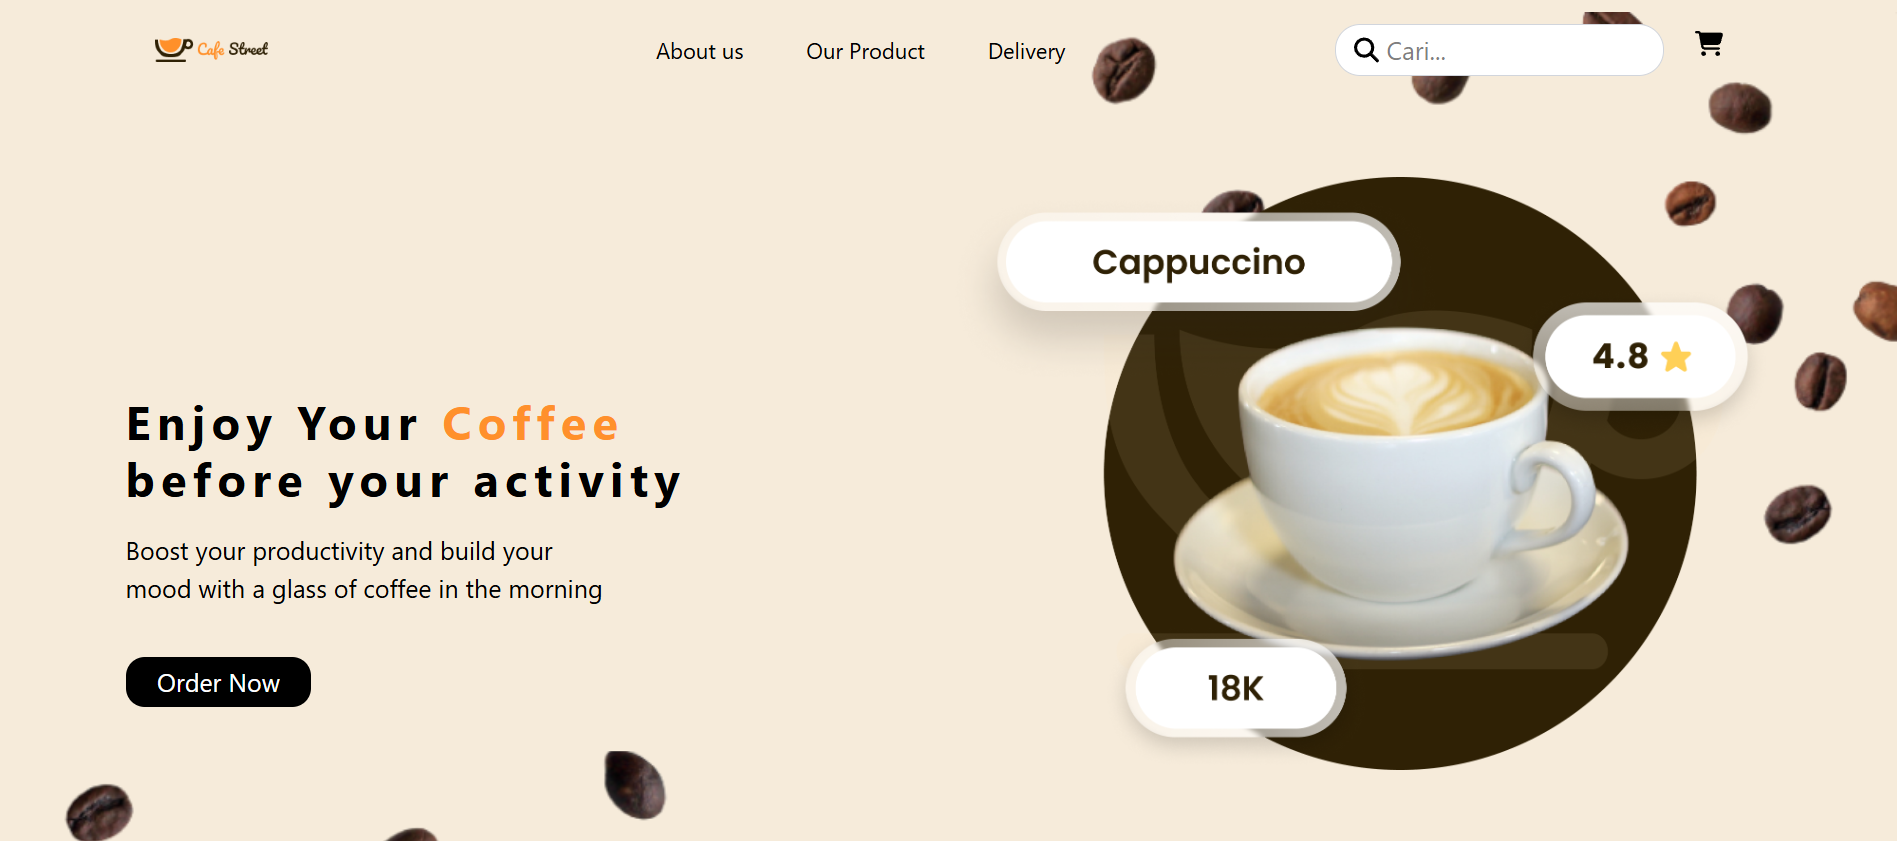 Cafe Street
About us
Our Product
Delivery
Cari...
Cappuccino
4.8
Enjoy Your Coffee
before your activity
Boost your productivity and build your
mood with a glass of coffee in the morning
Order Now
18K